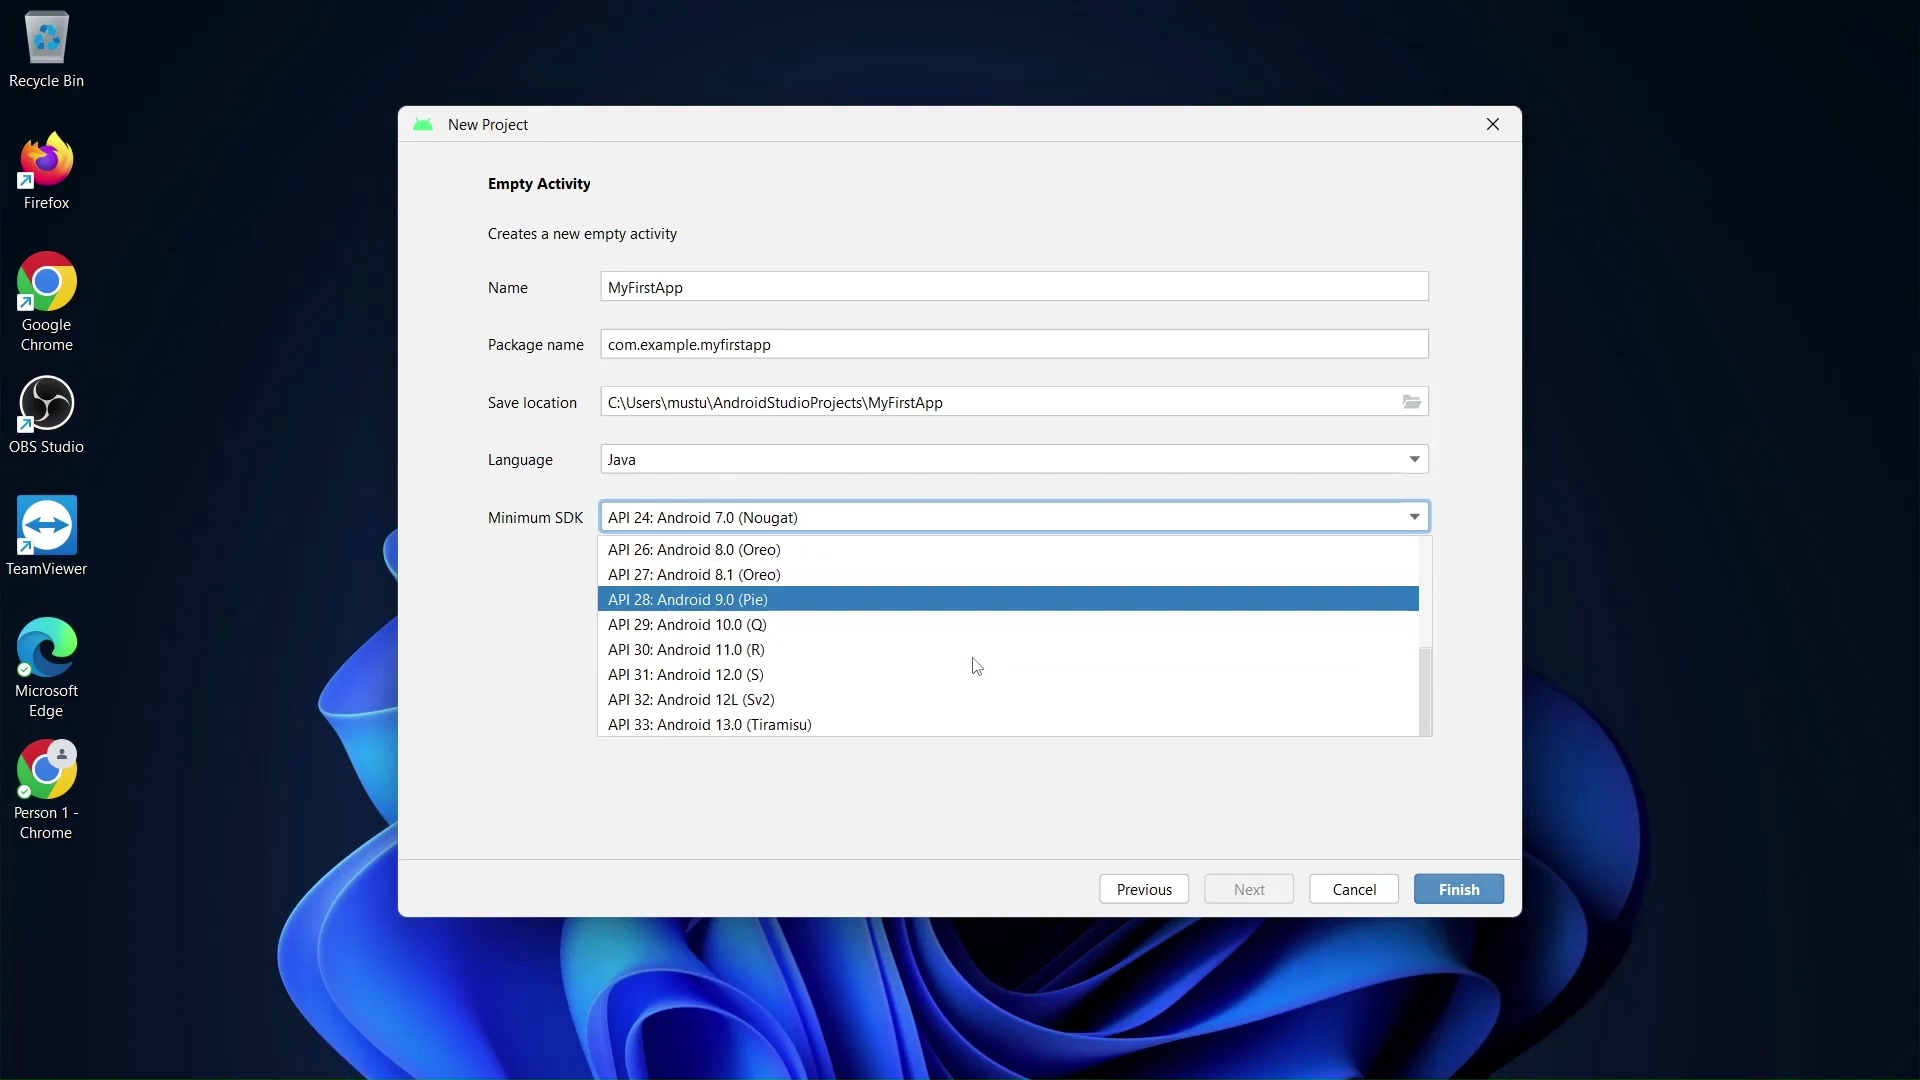 Recycle Bin
Firefox
Google
Chrome
OBS Studio
TeamViewer
Microsoft
Edge
Person 1 -
Chrome
New Project
Empty Activity
Creates a new empty activity
Name MyFirstApp
Package name com.example.myfirstapp
Save location C:\Users\mustu\AndroidStudioProjects\MyFirstApp
Language Java
Minimum SDK API 24: Android 7.0 (Nougat)
API 26: Android 8.0 (Oreo)
API 27: Android 8.1 (Oreo)
API 28: Android 9.0 (Pie)
API 29: Android 10.0 (Q)
API 30: Android 11.0 (R)
API 31: Android 12.0 (S)
API 32: Android 12L (Sv2)
API 33: Android 13.0 (Tiramisu)
Previous Next Cancel Finish